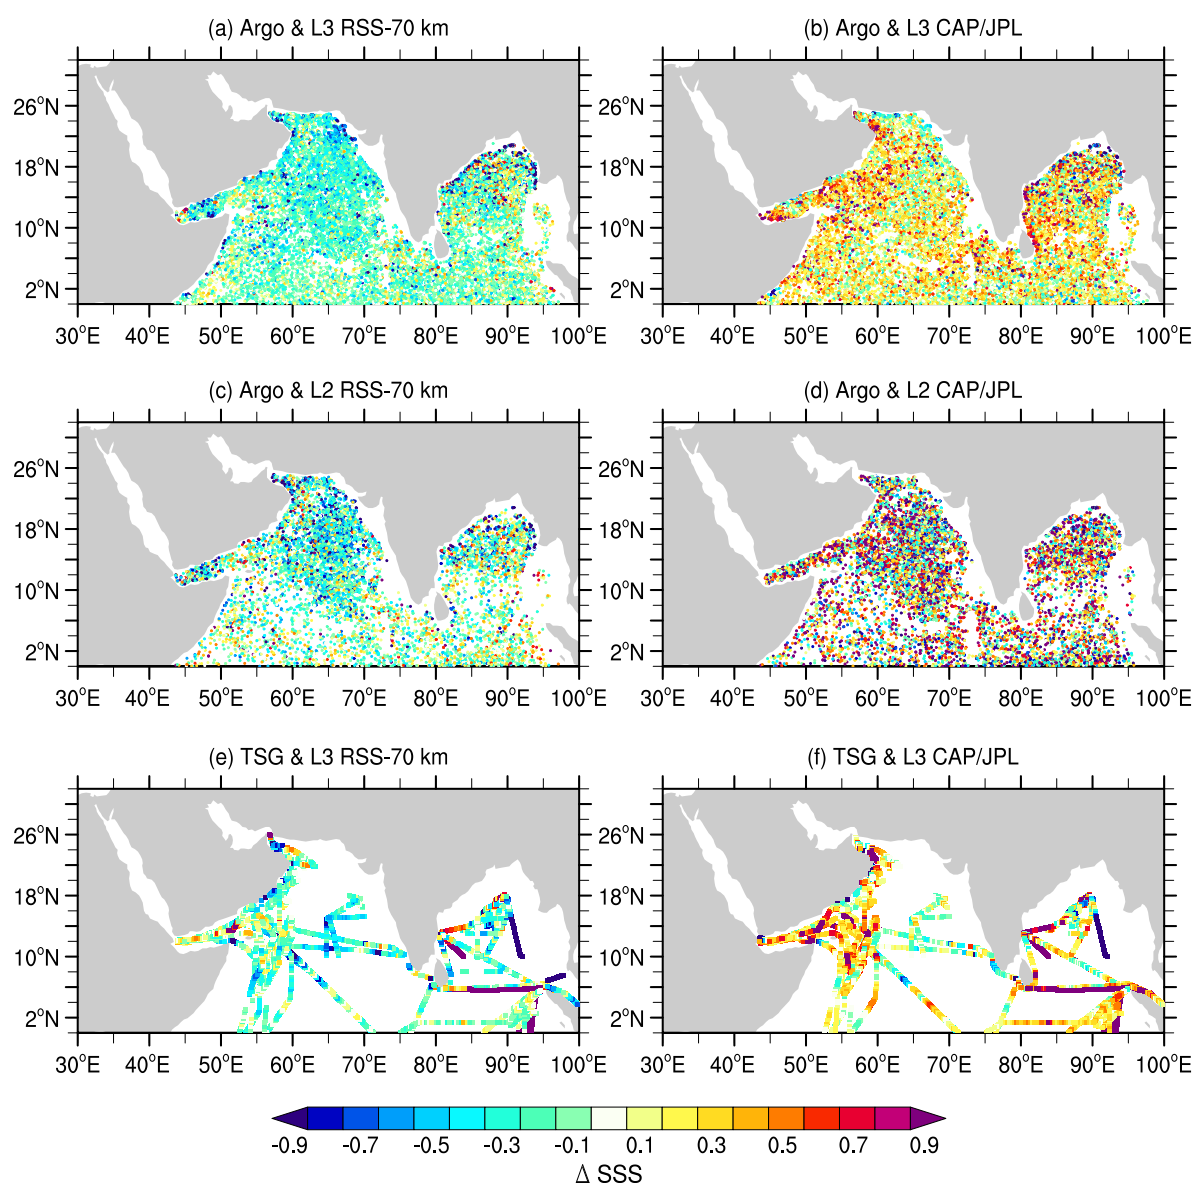 (a) Argo & L3 RSS-70 km
(b) Argo & L3 CAP/JPL
26°N 26°N
18°N 18°N
10°N 10°N
2°N 2°N
30°E 40°E 50°E 60°E 70°E 80°E 90°E 100°E 30°E 40°E 50°E 60°E 70°E 80°E 90°E 100°E
(c) Argo & L2 RSS-70 km
(d) Argo & L2 CAP/JPL
26°N 26°N
18°N 18°N
10°N 10°N
2°N 2°N
30°E 40°E 50°E 60°E 70°E 80°E 90°E 100°E 30°E 40°E 50°E 60°E 70°E 80°E 90°E 100°E
(e) TSG & L3 RSS-70 km
(f) TSG & L3 CAP/JPL
26°N 26°N
18°N 18°N
10°N 10°N
2°N 2°N
30°E 40°E 50°E 60°E 70°E 80°E 90°E 100°E 30°E 40°E 50°E 60°E 70°E 80°E 90°E 100°E
-0.9 -0.7 -0.5 -0.3 -0.1 0.1 0.3 0.5 0.7 0.9
Δ SSS